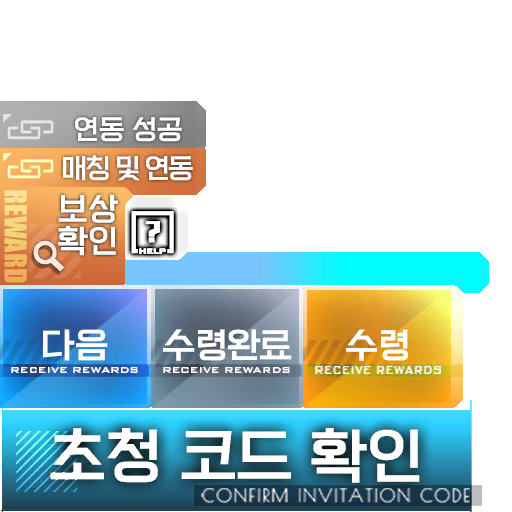 연동 성공
매칭 및 연동
REWARD
보상
확인
?
HELP
다음
RECEIVE REWARDS
수령완료
RECEIVE REWARDS
수령
RECEIVE REWARDS
초청 코드 확인
CONFIRM INVITATION CODE